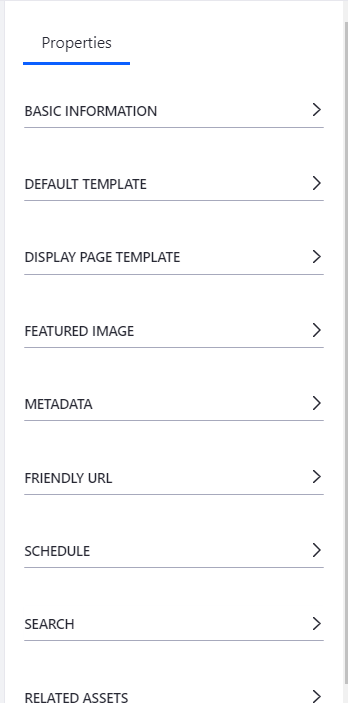 Properties
BASIC INFORMATION
DEFAULT TEMPLATE
DISPLAY PAGE TEMPLATE
FEATURED IMAGE
METADATA
FRIENDLY URL
SCHEDULE
SEARCH
RELATED ASSETS